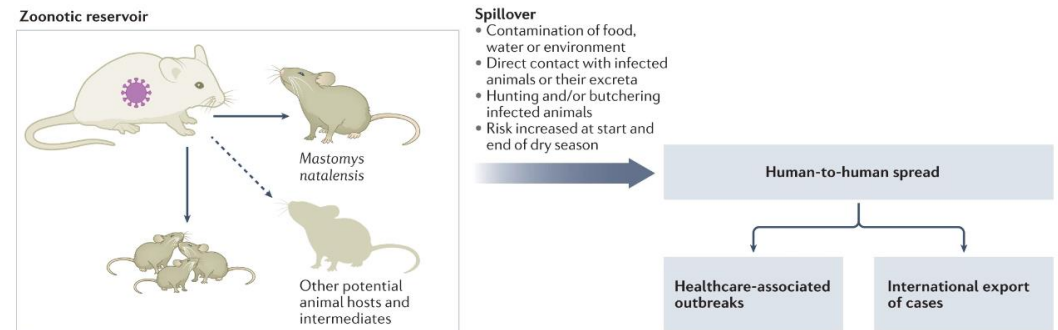 Zoonotic reservoir
Mastomys
natalensis
Other potential
animal hosts and
intermediates
Spillover
• Contamination of food,
water or environment
• Direct contact with infected
animals or their excreta
• Hunting and/or butchering
infected animals
• Risk increased at start and
end of dry season
Human-to-human spread
Healthcare-associated
outbreaks
International export
of cases